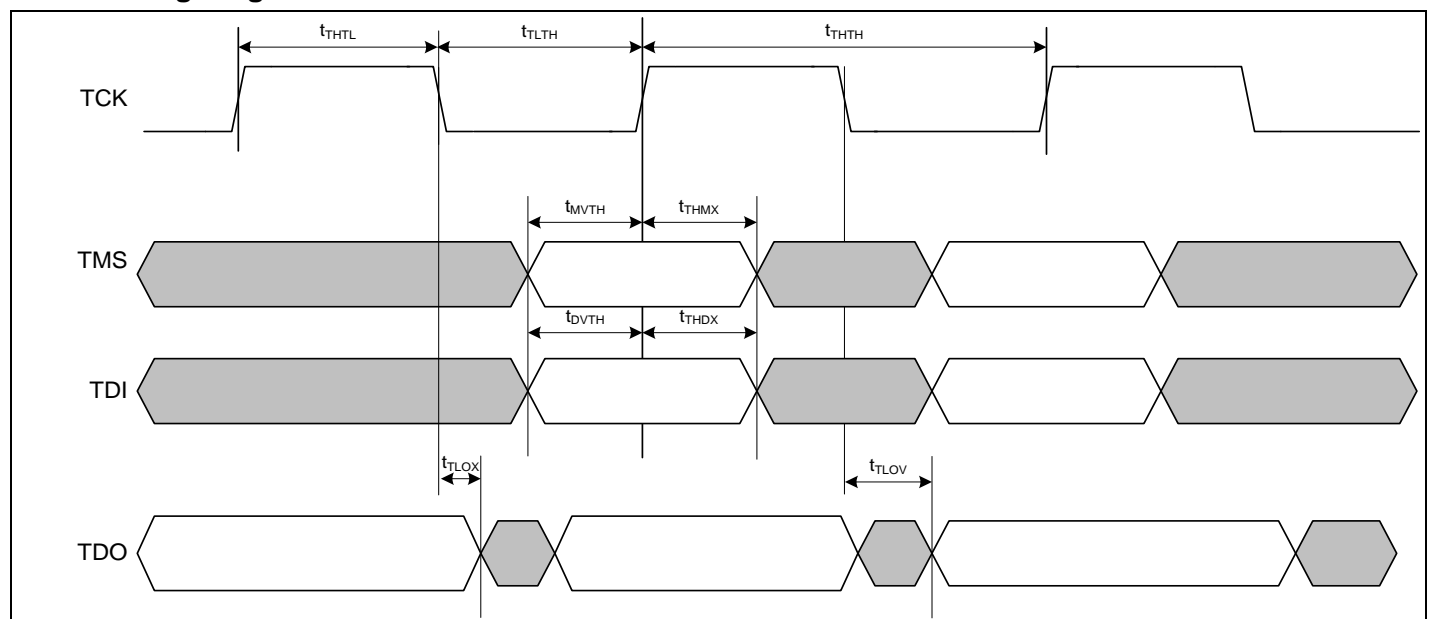 tTHTL tTLTH tTHTH
TCK
tMVTH tTHMX
TMS
tDVTH tTHDX
TDI
tTLOX tTLOV
TDO